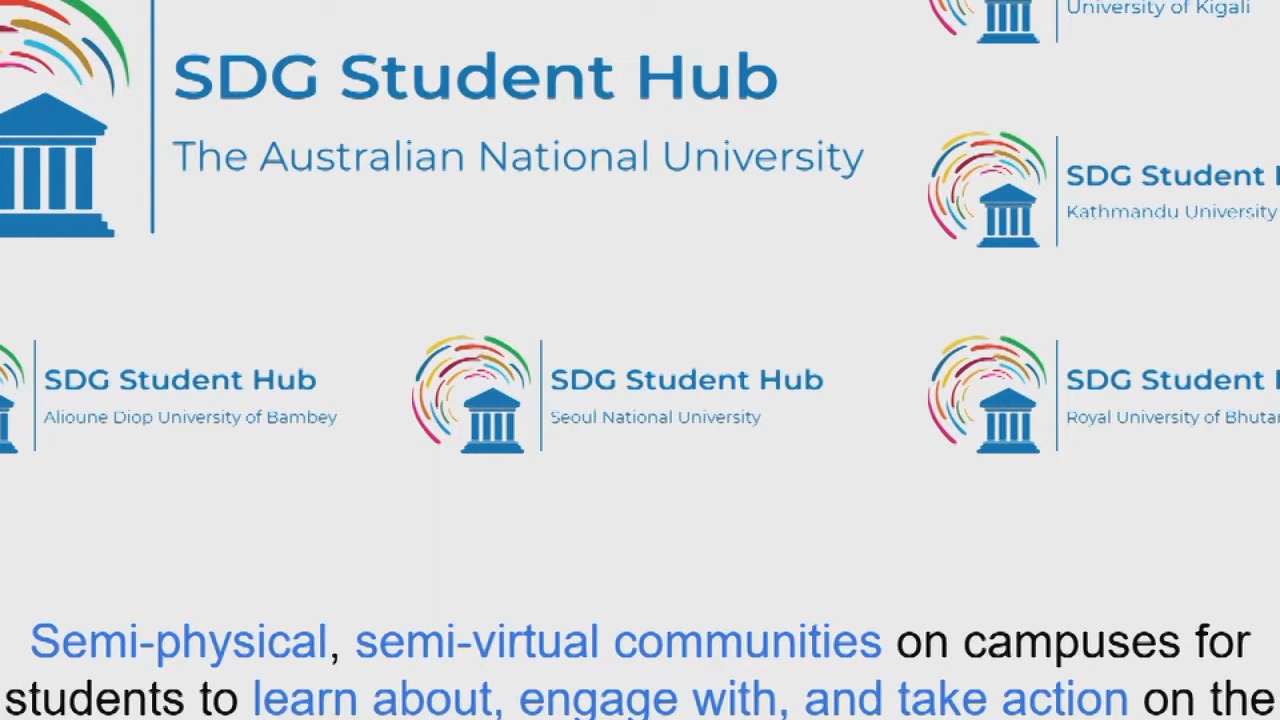 SDG Student Hub
The Australian National University
University of Kigali
SDG Student
Kathmandu University
SDG Student Hub
Alioune Diop University of Bambey
SDG Student Hub
Seoul National University
SDG Student
Royal University of
Semi-physical, semi-virtual communities on campuses for
students to learn about, engage with, and take action on the